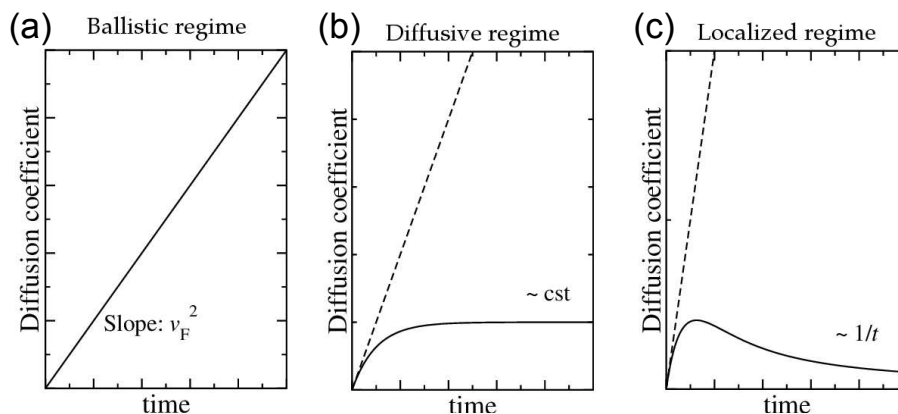 (a) Ballistic regime
Diffusion coefficient
Slope: v_F^2
time
(b) Diffusive regime
Diffusion coefficient
~ cst
time
(c) Localized regime
Diffusion coefficient
~ 1/t
time